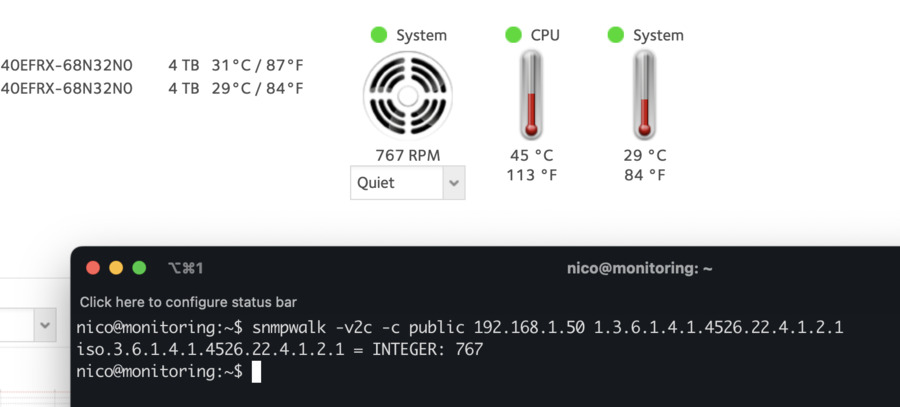 System
CPU
System
40EFRX-68N32N0 4 TB 31°C / 87°F
40EFRX-68N32N0 4 TB 29°C / 84°F
767 RPM
45 °C
29 °C
113 °F
84 °F
Quiet
⌥⌘1
nico@monitoring: ~
Click here to configure status bar
nico@monitoring:~$ snmpwalk -v2c -c public 192.168.1.50 1.3.6.1.4.1.4526.22.4.1.2.1
iso.3.6.1.4.1.4526.22.4.1.2.1 = INTEGER: 767
nico@monitoring:~$